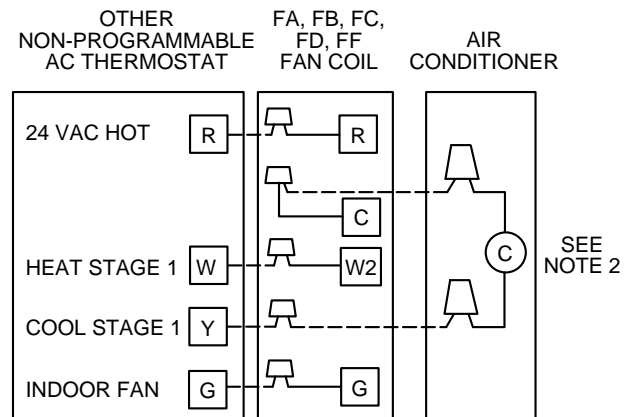 OTHER
NON-PROGRAMMABLE
AC THERMOSTAT
FA, FB, FC,
FD, FF
FAN COIL
AIR
CONDITIONER
24 VAC HOT R R
C
HEAT STAGE 1 W W2
C
SEE
NOTE 2
COOL STAGE 1 Y
INDOOR FAN G G